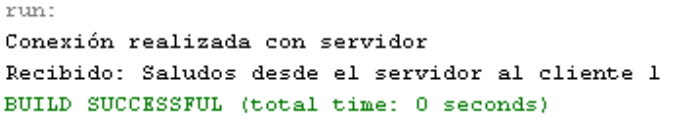 run:
Conexión realizada con servidor
Recibido: Saludos desde el servidor al cliente 1
BUILD SUCCESSFUL (total time: 0 seconds)